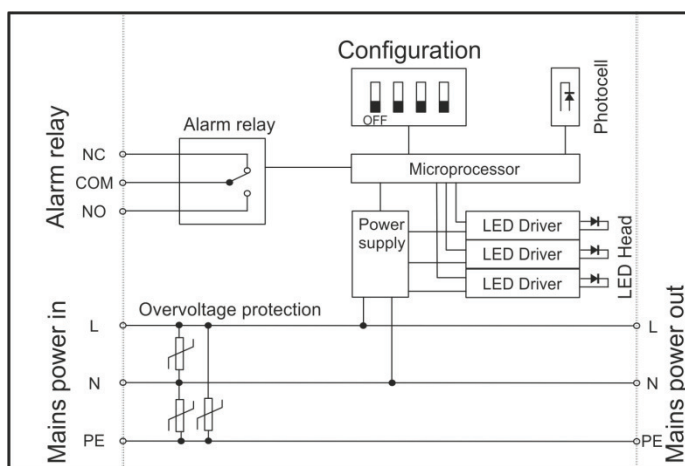 Configuration
OFF
Photocell
Alarm relay
Alarm relay
NC
COM
NO
Microprocessor
Power
supply
LED Driver
LED Driver
LED Driver
LED Head
Mains power in
Overvoltage protection
L
N
PE
L
N
PE
Mains power out